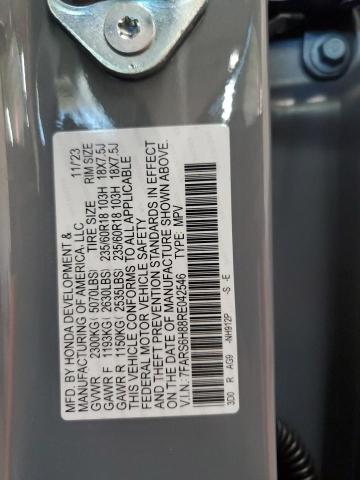 MFD. BY HONDA DEVELOPMENT &
MANUFACTURING OF AMERICA, LLC 11/23
GVWR 2300KG( 5070LBS) TIRE SIZE RIM SIZE
GAWR F 1193KG( 2630LBS) 235/60R18 103H 18X7.5J
GAWR R 1150KG( 2535LBS) 235/60R18 103H 18X7.5J
THIS VEHICLE CONFORMS TO ALL APPLICABLE
FEDERAL MOTOR VEHICLE SAFETY
AND THEFT PREVENTION STANDARDS IN EFFECT
ON THE DATE OF MANUFACTURE SHOWN ABOVE.
V.I.N.: 7FARS6H88RE042546 TYPE: MPV
3D0 R AG9 -NH912P -S -E